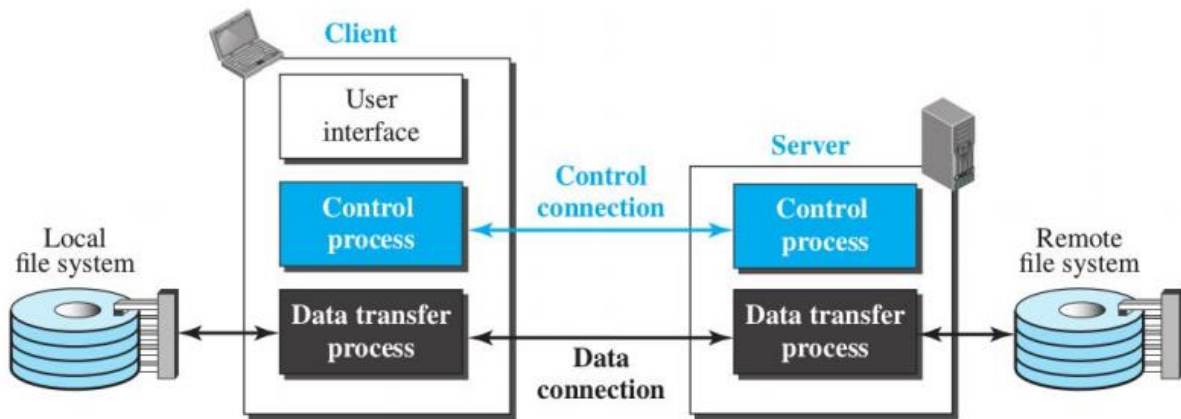 Client
User
interface
Server
Control
connection
Control
process
Control
process
Local
file system
Remote
file system
Data transfer
process
Data transfer
process
Data
connection